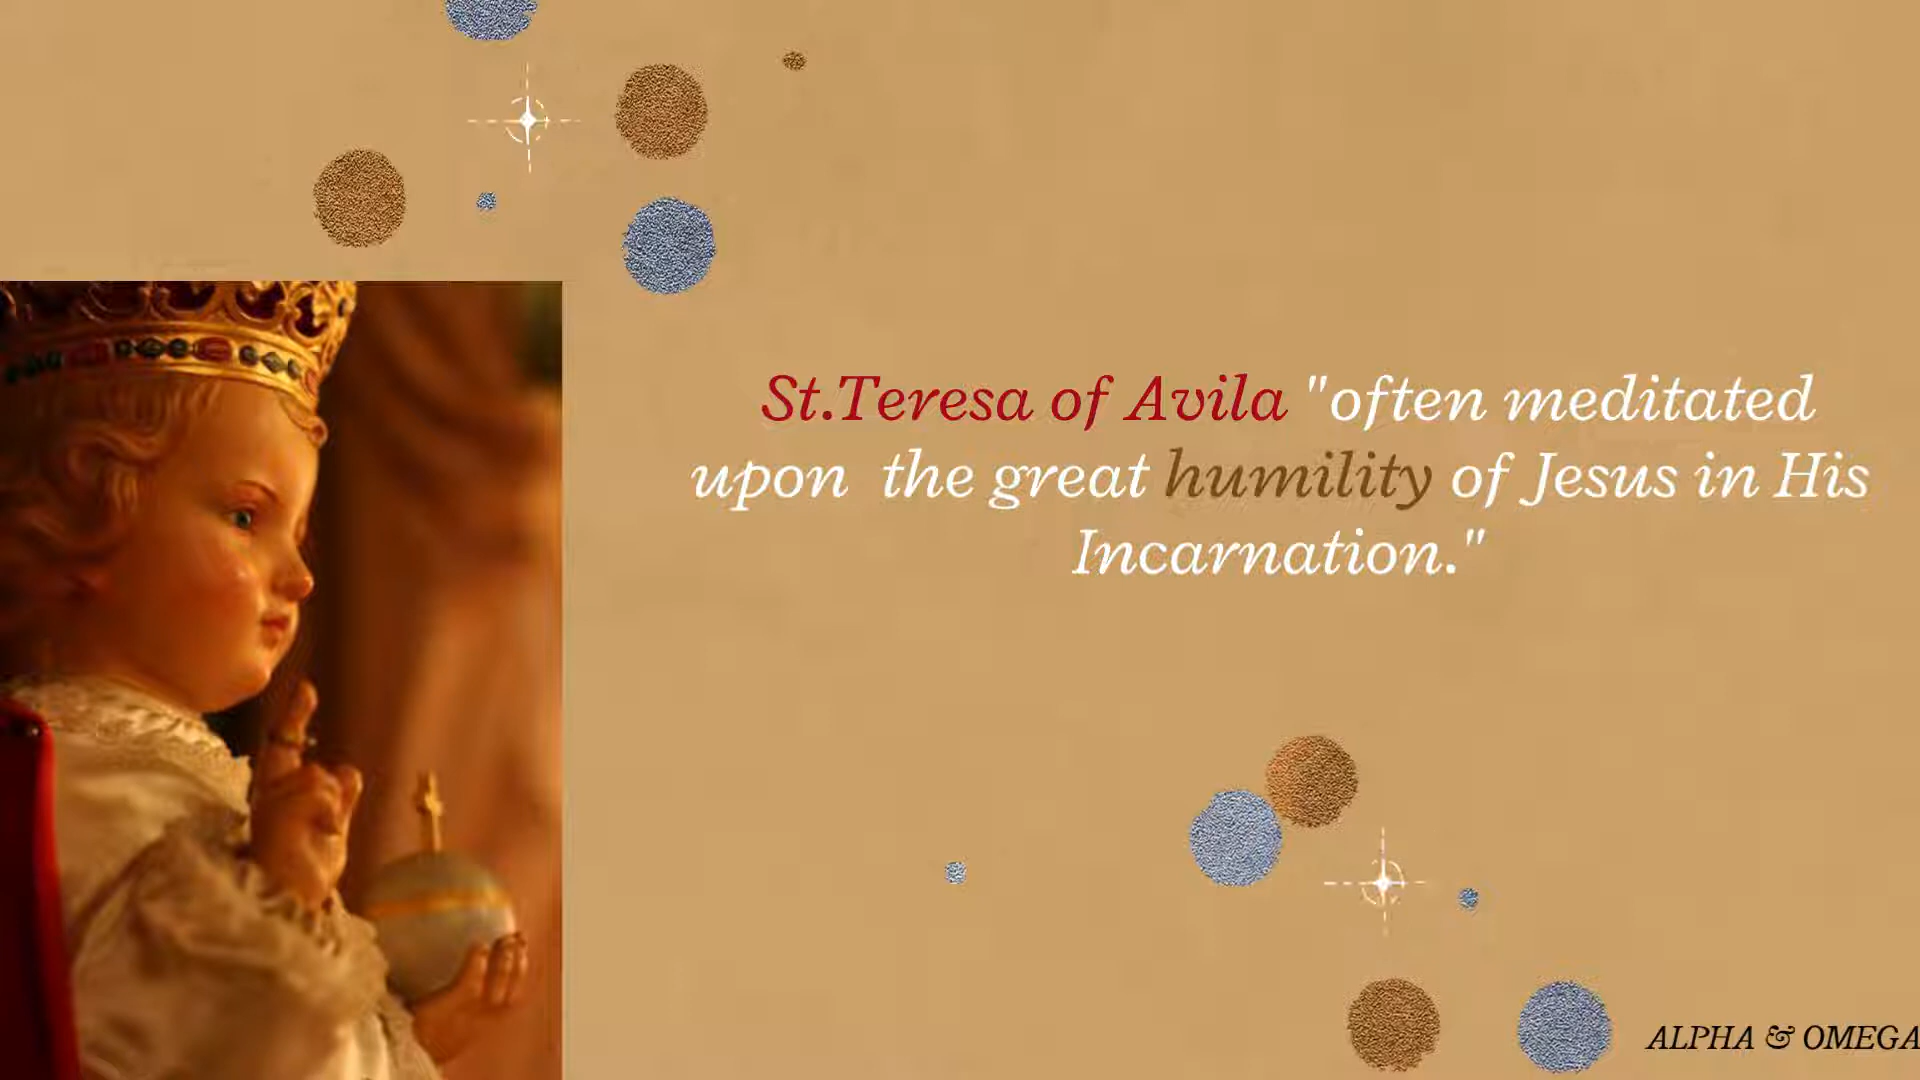 St.Teresa of Avila "often meditated
upon the great humility of Jesus in His
Incarnation."
ALPHA & OMEGA